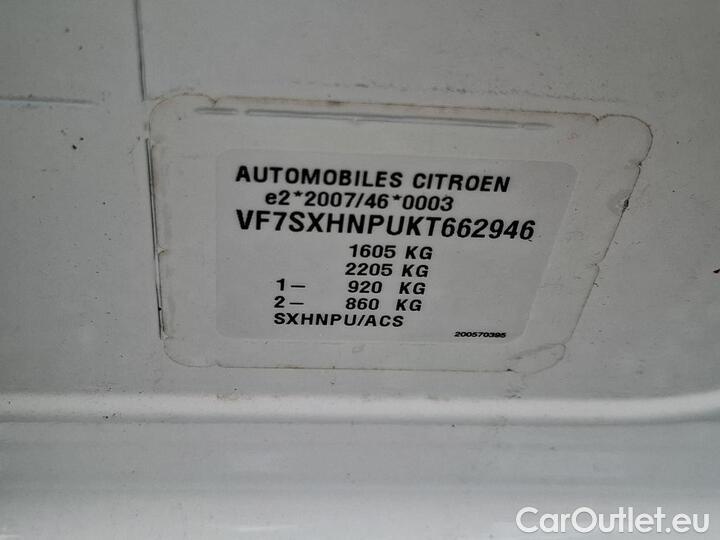 AUTOMOBILES CITROEN
e2*2007/46*0003
VF7SXHNPUKT662946
1605 KG
2205 KG
1— 920 KG
2— 860 KG
SXHNPU/ACS
200570395
CarOutlet.eu